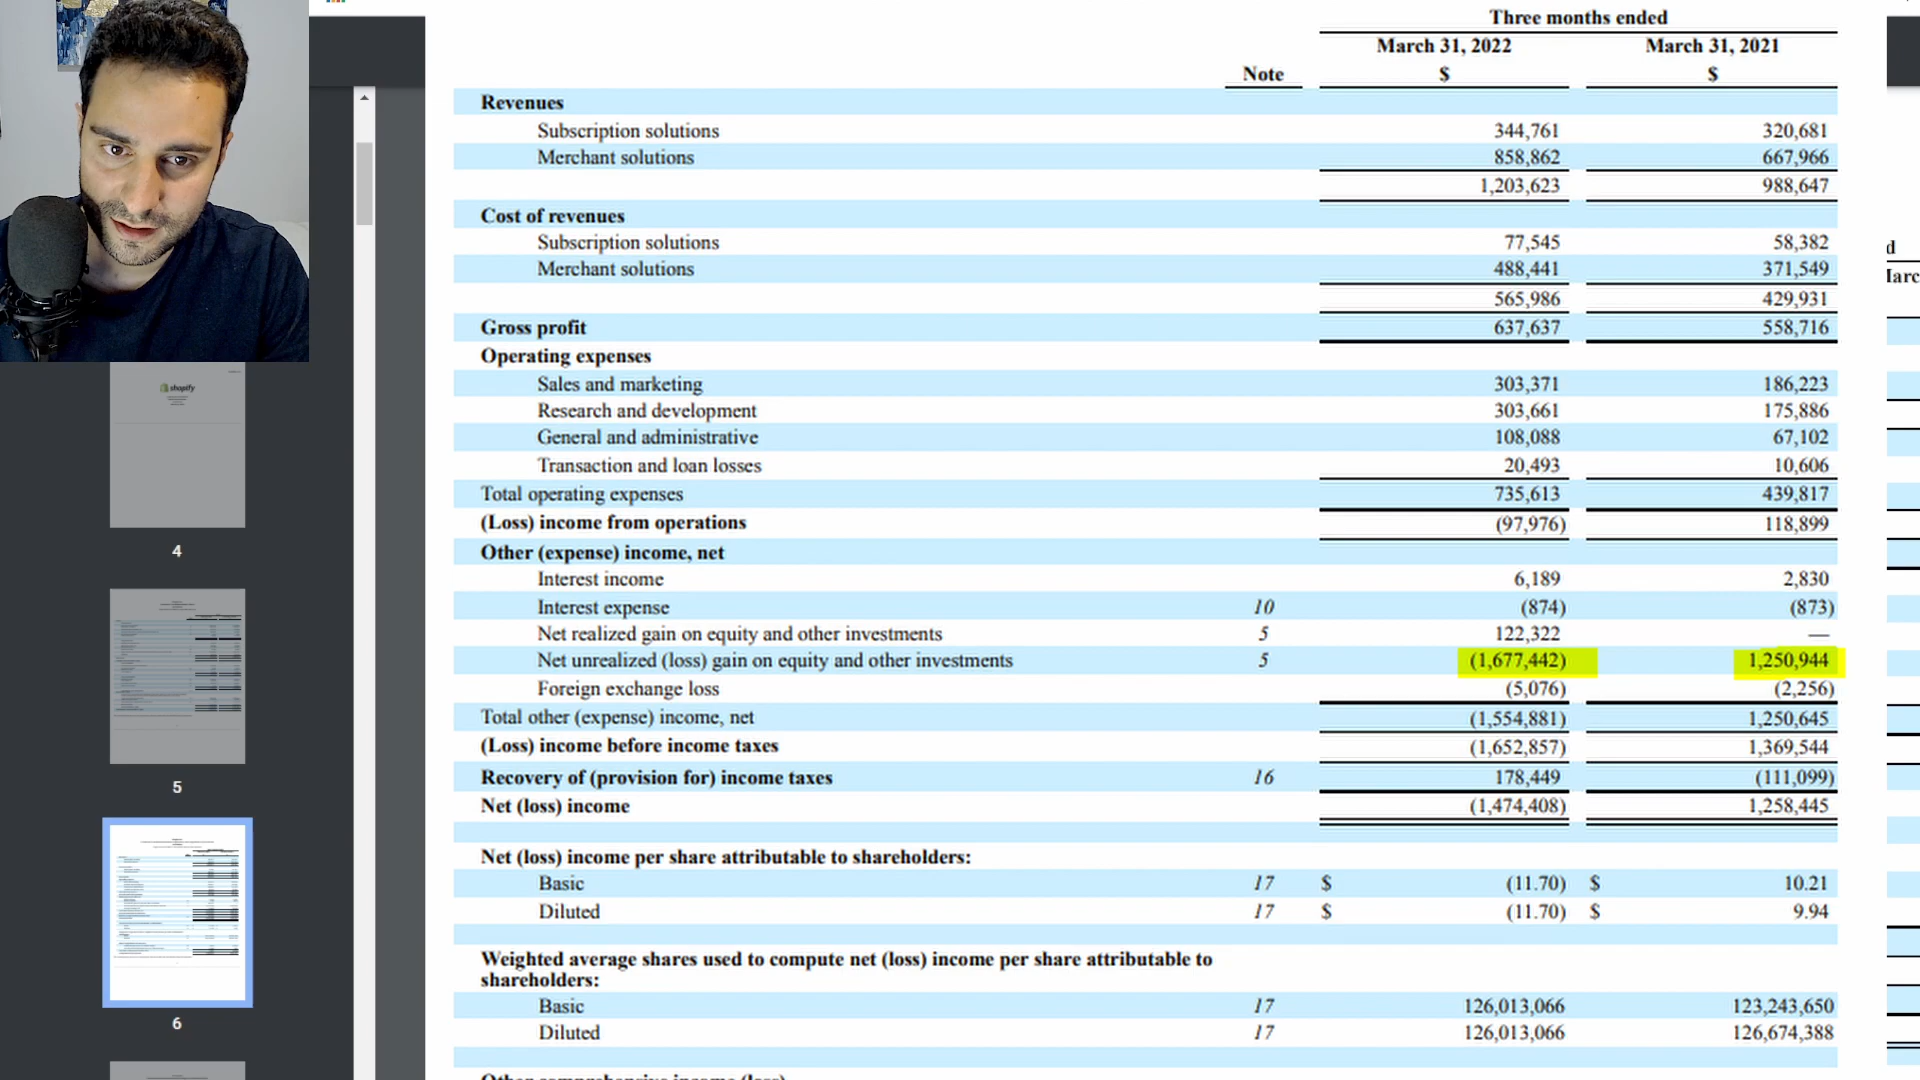 Three months ended
March 31, 2022 March 31, 2021
Note $ $
Revenues
Subscription solutions 344,761 320,681
Merchant solutions 858,862 667,966
1,203,623 988,647
Cost of revenues
Subscription solutions 77,545 58,382
Merchant solutions 488,441 371,549
565,986 429,931
Gross profit 637,637 558,716
Operating expenses
Sales and marketing 303,371 186,223
Research and development 303,661 175,886
General and administrative 108,088 67,102
Transaction and loan losses 20,493 10,606
Total operating expenses 735,613 439,817
(Loss) income from operations (97,976) 118,899
Other (expense) income, net
Interest income 6,189 2,830
Interest expense 10 (874) (873)
Net realized gain on equity and other investments 5 122,322 —
Net unrealized (loss) gain on equity and other investments 5 (1,677,442) 1,250,944
Foreign exchange loss (5,076) (2,256)
Total other (expense) income, net (1,554,881) 1,250,645
(Loss) income before income taxes (1,652,857) 1,369,544
Recovery of (provision for) income taxes 16 178,449 (111,099)
Net (loss) income (1,474,408) 1,258,445
Net (loss) income per share attributable to shareholders:
Basic 17 $ (11.70) $ 10.21
Diluted 17 $ (11.70) $ 9.94
Weighted average shares used to compute net (loss) income per share attributable to
shareholders:
Basic 17 126,013,066 123,243,650
Diluted 17 126,013,066 126,674,388
shopify
4
5
6